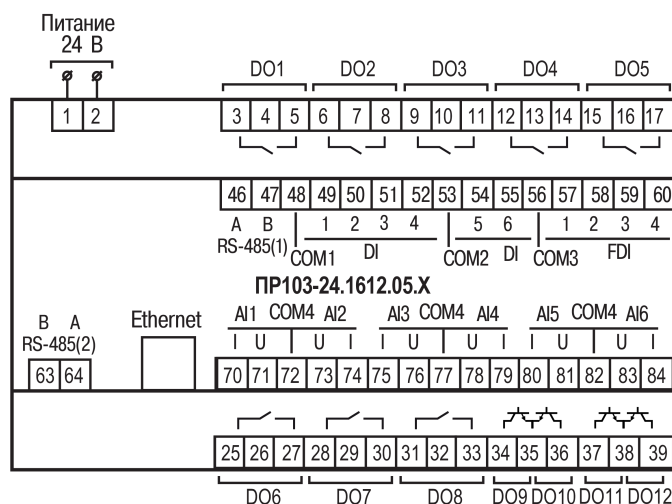 Питание
24 В
DO1 DO2 DO3 DO4 DO5
1 2 3 4 5 6 7 8 9 10 11 12 13 14 15 16 17
46 47 48 49 50 51 52 53 54 55 56 57 58 59 60
A B 1 2 3 4 5 6 1 2 3 4
RS-485(1) COM1 DI COM2 DI COM3 FDI
ПР103-24.1612.05.X
B A Ethernet AI1 COM4 AI2 AI3 COM4 AI4 AI5 COM4 AI6
RS-485(2) I U U I I U U I I U U I
63 64 70 71 72 73 74 75 76 77 78 79 80 81 82 83 84
25 26 27 28 29 30 31 32 33 34 35 36 37 38 39
DO6 DO7 DO8 DO9 DO10 DO11 DO12